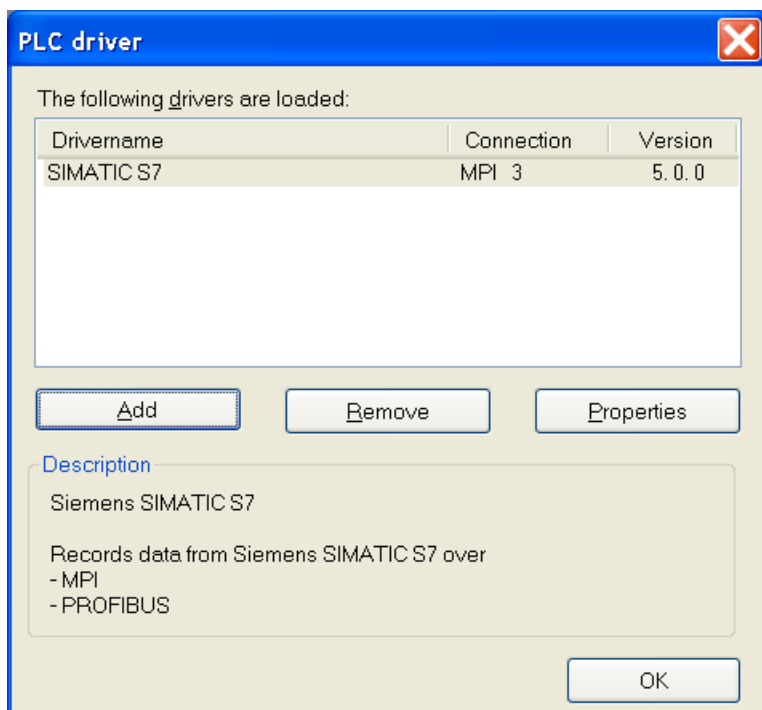 PLC driver
The following drivers are loaded:
Drivername Connection Version
SIMATIC S7 MPI 3 5.0.0
Add Remove Properties
Description
Siemens SIMATIC S7
Records data from Siemens SIMATIC S7 over
- MPI
- PROFIBUS
OK